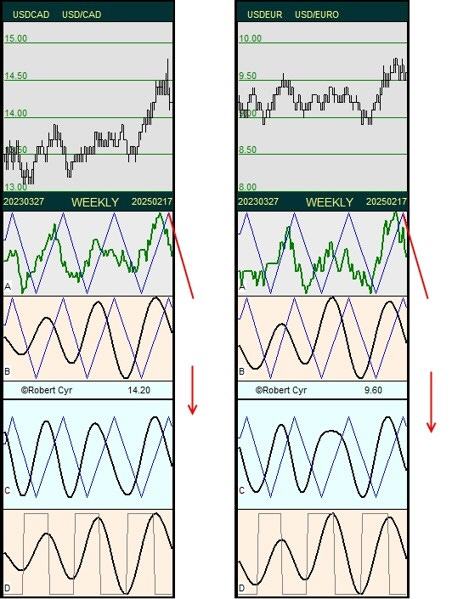 USDCAD USD/CAD
15.00
14.50
14.00
13.50
13.00
20230327 WEEKLY 20250217
A
B
©Robert Cyr 14.20
C
D
USDEUR USD/EURO
10.00
9.50
9.00
8.50
8.00
20230327 WEEKLY 20250217
A
B
©Robert Cyr 9.60
C
D